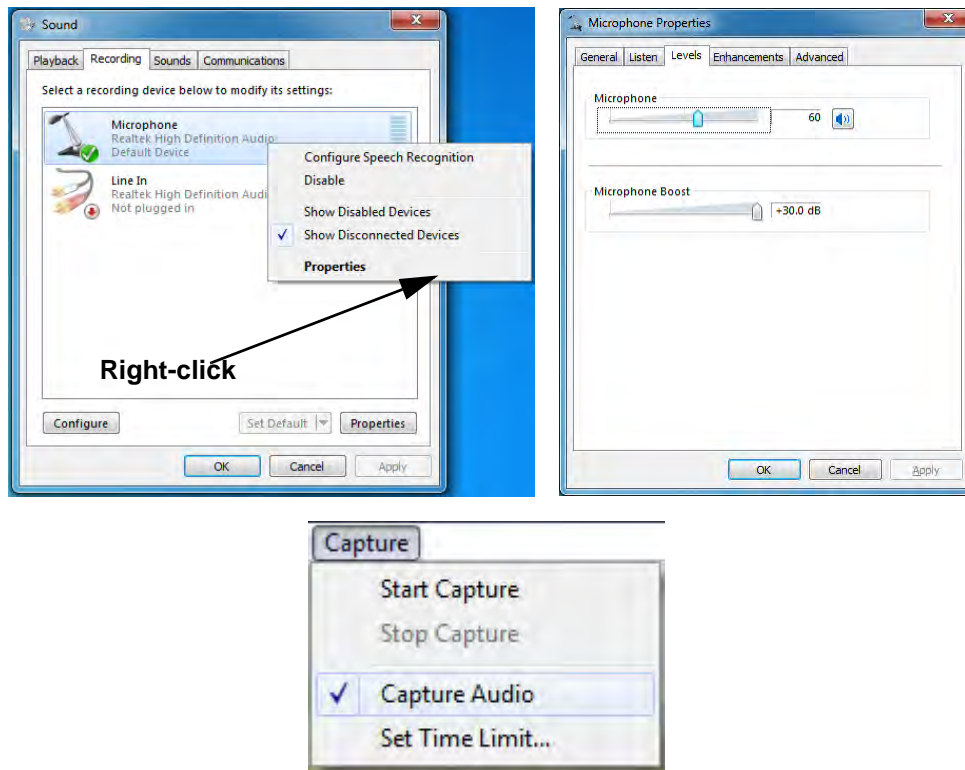 Sound
Playback Recording Sounds Communications
Select a recording device below to modify its settings:
Microphone
Realtek High Definition Audio
Default Device
Line In
Realtek High Definition Audi
Not plugged in
Configure Speech Recognition
Disable
Show Disabled Devices
Show Disconnected Devices
Properties
Right-click
Configure Set Default Properties
OK Cancel Apply
Microphone Properties
General Listen Levels Enhancements Advanced
Microphone
60
Microphone Boost
+30.0 dB
OK Cancel Apply
Capture
Start Capture
Stop Capture
Capture Audio
Set Time Limit...